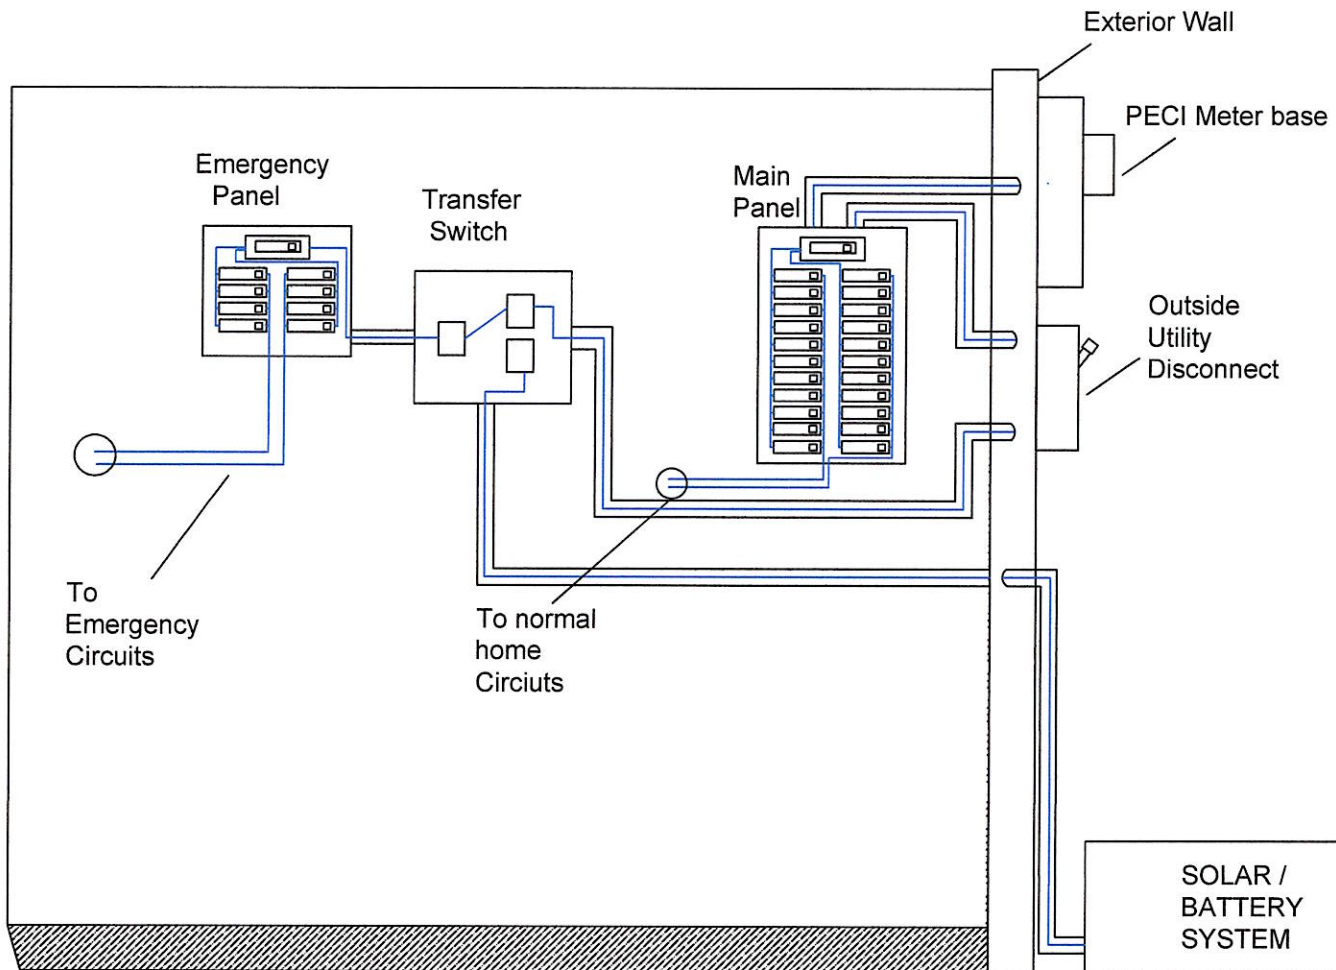 Exterior Wall
PECI Meter base
Emergency
Panel
Transfer
Switch
Main
Panel
Outside
Utility
Disconnect
To
Emergency
Circuits
To normal
home
Circiuts
SOLAR /
BATTERY
SYSTEM